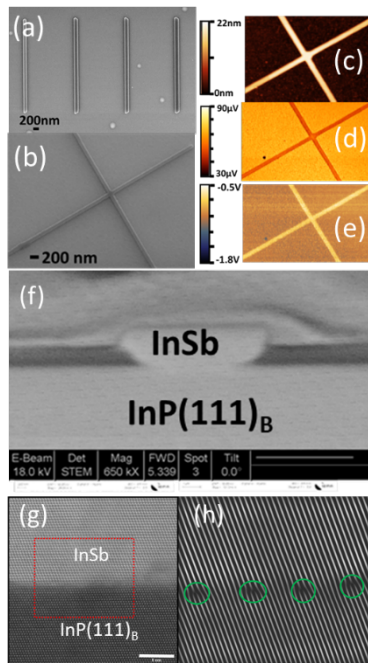 (a)
200nm
(b)
200 nm
22nm
0nm
(c)
90μV
30μV
(d)
-0.5V
-1.8V
(e)
(f)
InSb
InP(111)B
E-Beam Det Mag FWD Spot Tilt
18.0 kV STEM 650 kX 5.339 3 0.0°
(g)
InSb
InP(111)B
(h)